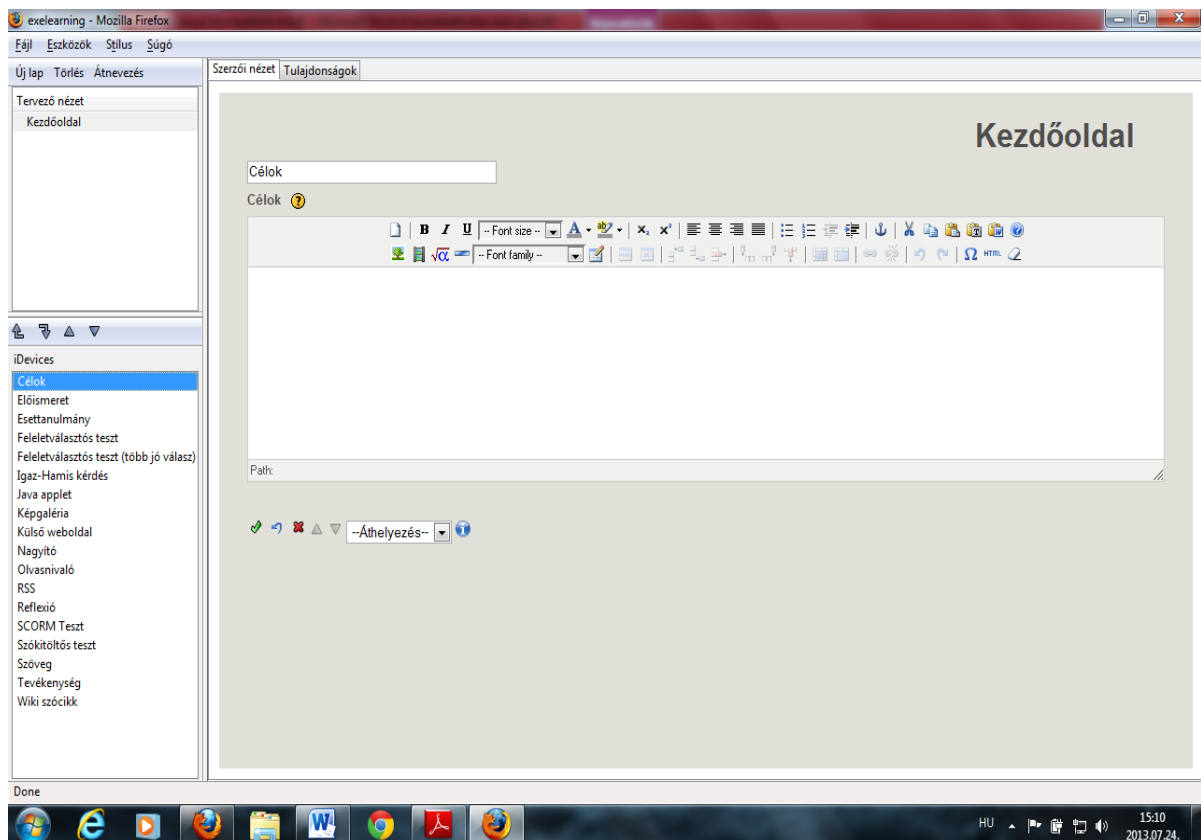 exelearning - Mozilla Firefox
Fájl Eszközök Stílus Súgó
Új lap Törlés Átnevezés
Tervező nézet
Kezdőoldal
iDevices
Célok
Előismeret
Esettanulmány
Feleletválasztós teszt
Feleletválasztós teszt (több jó válasz)
Igaz-Hamis kérdés
Java applet
Képgaléria
Külső weboldal
Nagyító
Olvasnivaló
RSS
Reflexió
SCORM Teszt
Szókitöltős teszt
Szöveg
Tevékenység
Wiki szócikk
Szerzői nézet Tulajdonságok
Kezdőoldal
Célok
Célok
B I U -- Font size --
-- Font family -- HTML
Path:
--Áthelyezés--
Done
HU 15:10
2013.07.24.